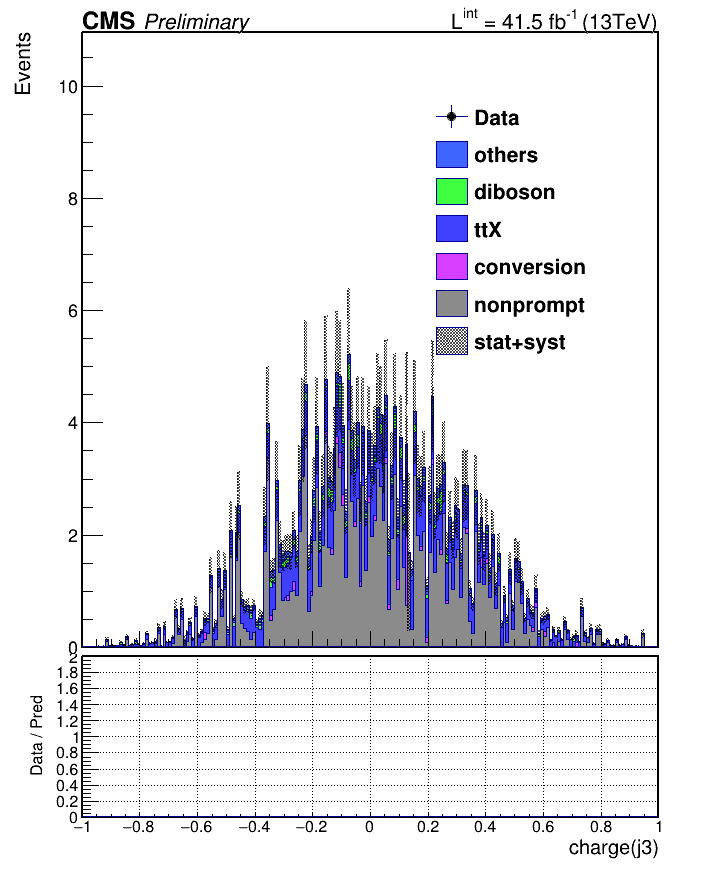 CMS Preliminary L^int = 41.5 fb^-1 (13TeV)
Events
10
8
6
4
2
0
Data
others
diboson
ttX
conversion
nonprompt
stat+syst
Data / Pred
2
1.8
1.6
1.4
1.2
1
0.8
0.6
0.4
0.2
0
−1 −0.8 −0.6 −0.4 −0.2 0 0.2 0.4 0.6 0.8 1
charge(j3)